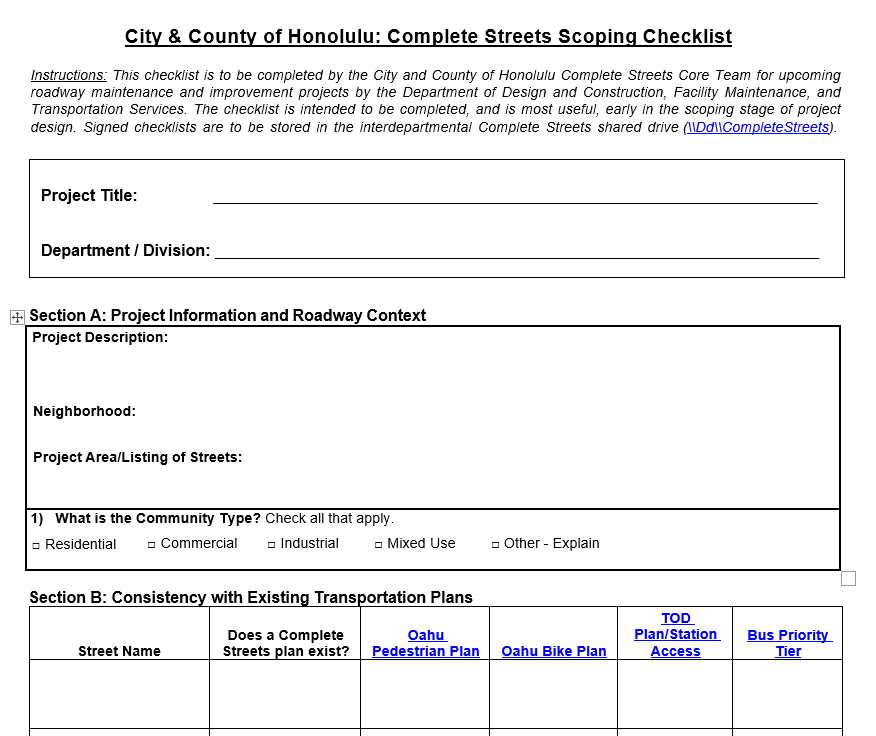 City & County of Honolulu: Complete Streets Scoping Checklist
Instructions: This checklist is to be completed by the City and County of Honolulu Complete Streets Core Team for upcoming
roadway maintenance and improvement projects by the Department of Design and Construction, Facility Maintenance, and
Transportation Services. The checklist is intended to be completed, and is most useful, early in the scoping stage of project
design. Signed checklists are to be stored in the interdepartmental Complete Streets shared drive (\\Dd\\CompleteStreets).
Project Title:
Department / Division:
Section A: Project Information and Roadway Context
Project Description:
Neighborhood:
Project Area/Listing of Streets:
1) What is the Community Type? Check all that apply.
□ Residential □ Commercial □ Industrial □ Mixed Use □ Other - Explain
Section B: Consistency with Existing Transportation Plans
Street Name
Does a Complete
Streets plan exist?
Oahu
Pedestrian Plan
Oahu Bike Plan
TOD
Plan/Station
Access
Bus Priority
Tier